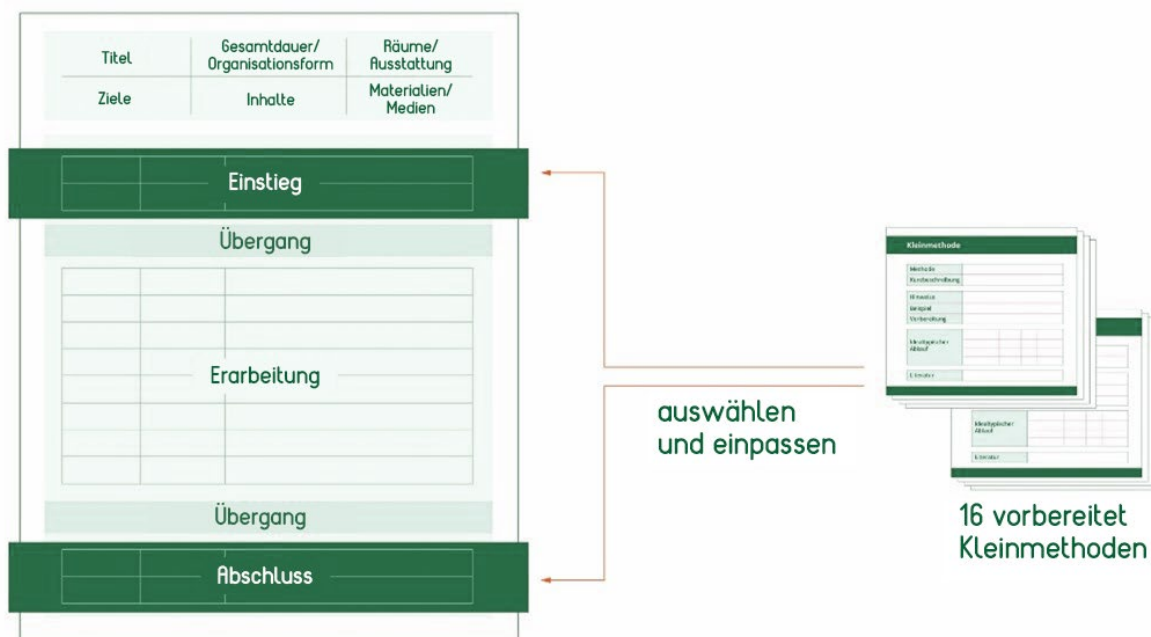 Titel
Gesamtdauer/
Organisationsform
Räume/
Ausstattung
Ziele
Inhalte
Materialien/
Medien
Einstieg
Übergang
Erarbeitung
Übergang
Abschluss
auswählen
und einpassen
Kleinmethode
Methode
Kurzbeschreibung
Hinweise
Beispiel
Vorbereitung
Idealtypischer
Ablauf
Literatur
Idealtypischer
Ablauf
Literatur
16 vorbereitet
Kleinmethoden